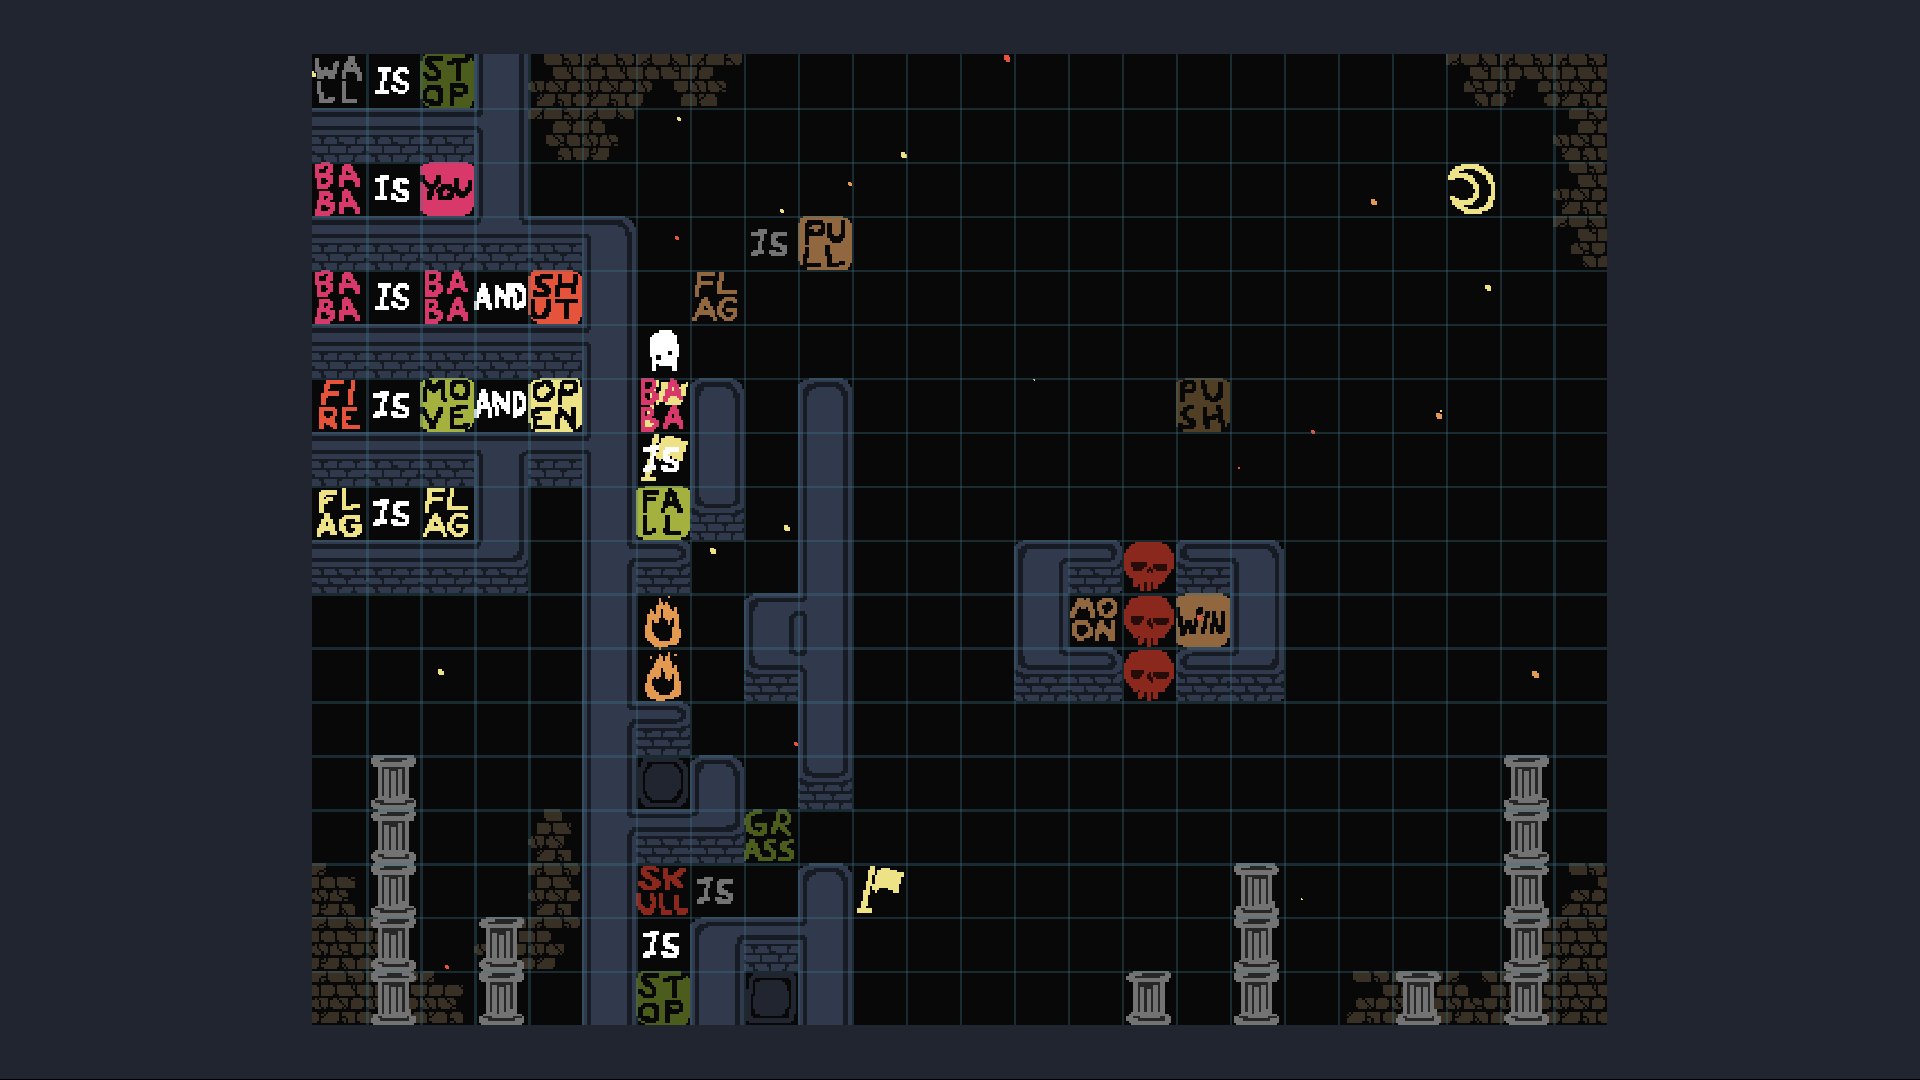 WALL IS STOP
BABA IS YOU
IS PULL
BABA IS BABA AND SHUT
FLAG
FIRE IS MOVE AND OPEN
BABA
PUSH
IS
FLAG IS FLAG
FALL
MOON
WIN
GRASS
SKULL IS
IS
STOP